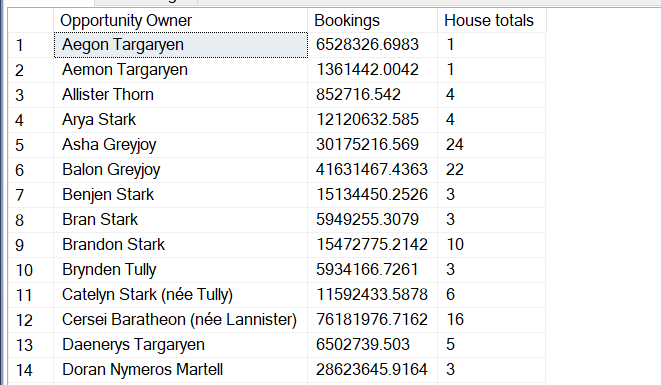 Opportunity Owner Bookings House totals
1 Aegon Targaryen 6528326.6983 1
2 Aemon Targaryen 1361442.0042 1
3 Allister Thorn 852716.542 4
4 Arya Stark 12120632.585 4
5 Asha Greyjoy 30175216.569 24
6 Balon Greyjoy 41631467.4363 22
7 Benjen Stark 15134450.2526 3
8 Bran Stark 5949255.3079 3
9 Brandon Stark 15472775.2142 10
10 Brynden Tully 5934166.7261 3
11 Catelyn Stark (née Tully) 11592433.5878 6
12 Cersei Baratheon (née Lannister) 76181976.7162 16
13 Daenerys Targaryen 6502739.503 5
14 Doran Nymeros Martell 28623645.9164 3